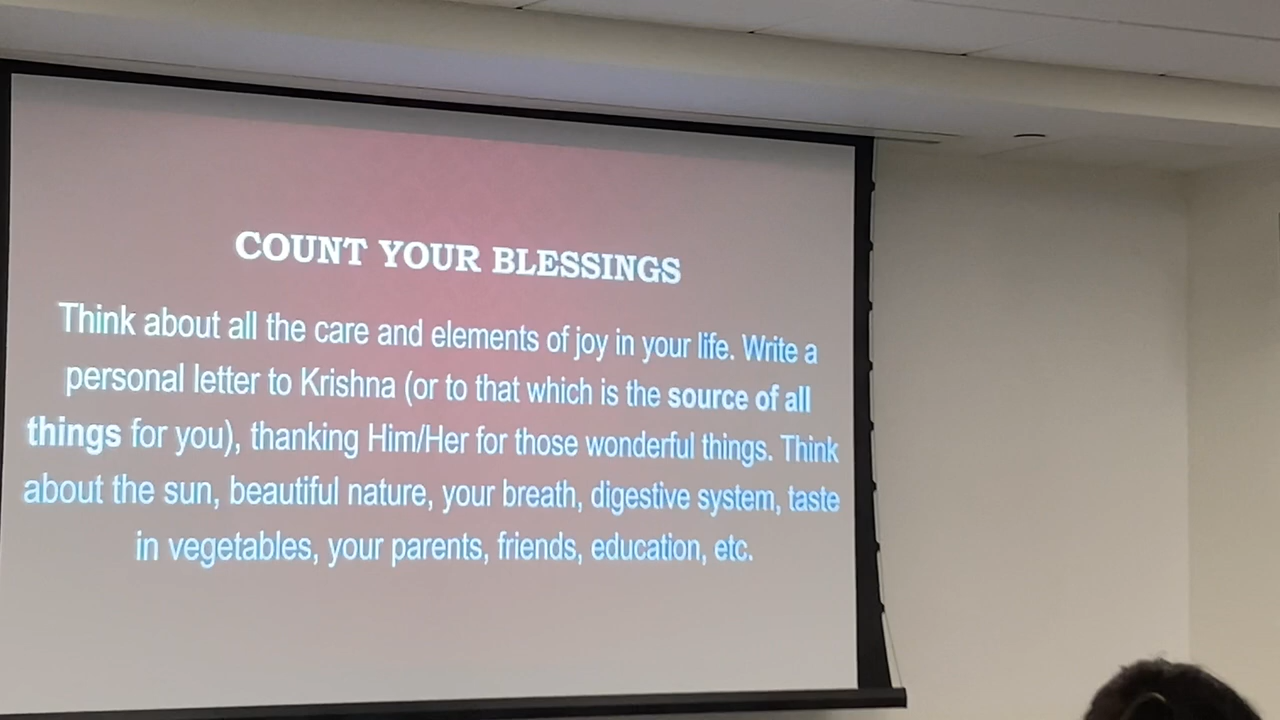 COUNT YOUR BLESSINGS
Think about all the care and elements of joy in your life. Write a
personal letter to Krishna (or to that which is the source of all
things for you), thanking Him/Her for those wonderful things. Think
about the sun, beautiful nature, your breath, digestive system, taste
in vegetables, your parents, friends, education, etc.